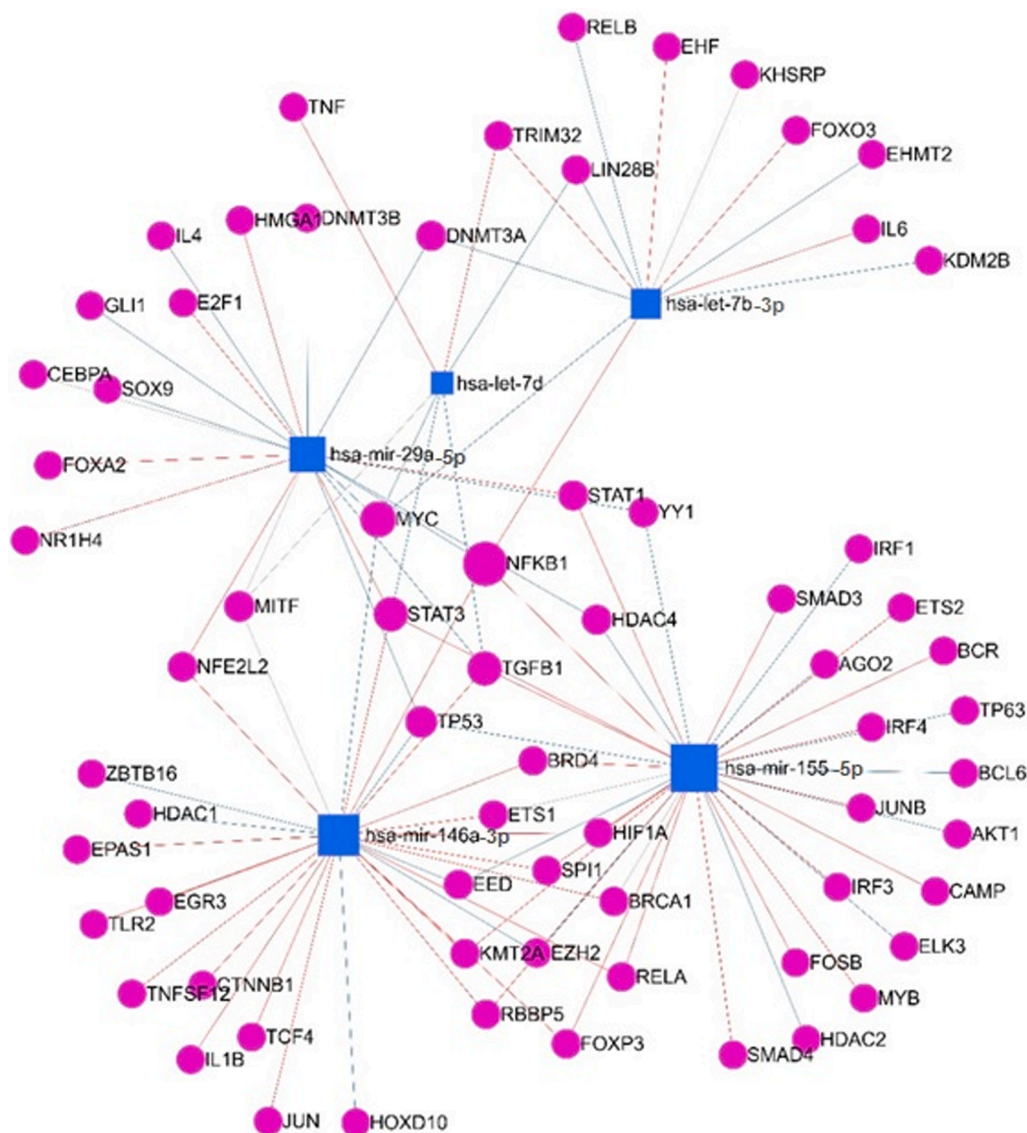 RELB
EHF
KHSRP
TNF
FOXO3
TRIM32
EHMT2
LIN28B
HMGA1
DNMT3B
IL6
IL4
DNMT3A
KDM2B
GLI1
E2F1
hsa-let-7b-3p
CEBPA
hsa-let-7d
SOX9
hsa-mir-29a-5p
FOXA2
STAT1
YY1
MYC
NR1H4
IRF1
NFKB1
SMAD3
MITF
ETS2
STAT3
HDAC4
BCR
NFE2L2
TGFB1
AGO2
TP63
TP53
IRF4
BRD4
hsa-mir-155-5p
ZBTB16
BCL6
HDAC1
ETS1
JUNB
hsa-mir-146a-3p
HIF1A
AKT1
EPAS1
SPI1
EED
IRF3
CAMP
EGR3
BRCA1
TLR2
ELK3
KMT2A
EZH2
FOSB
RELA
CTNNB1
TNFSF12
MYB
RBBP5
TCF4
FOXP3
HDAC2
IL1B
SMAD4
JUN
HOXD10